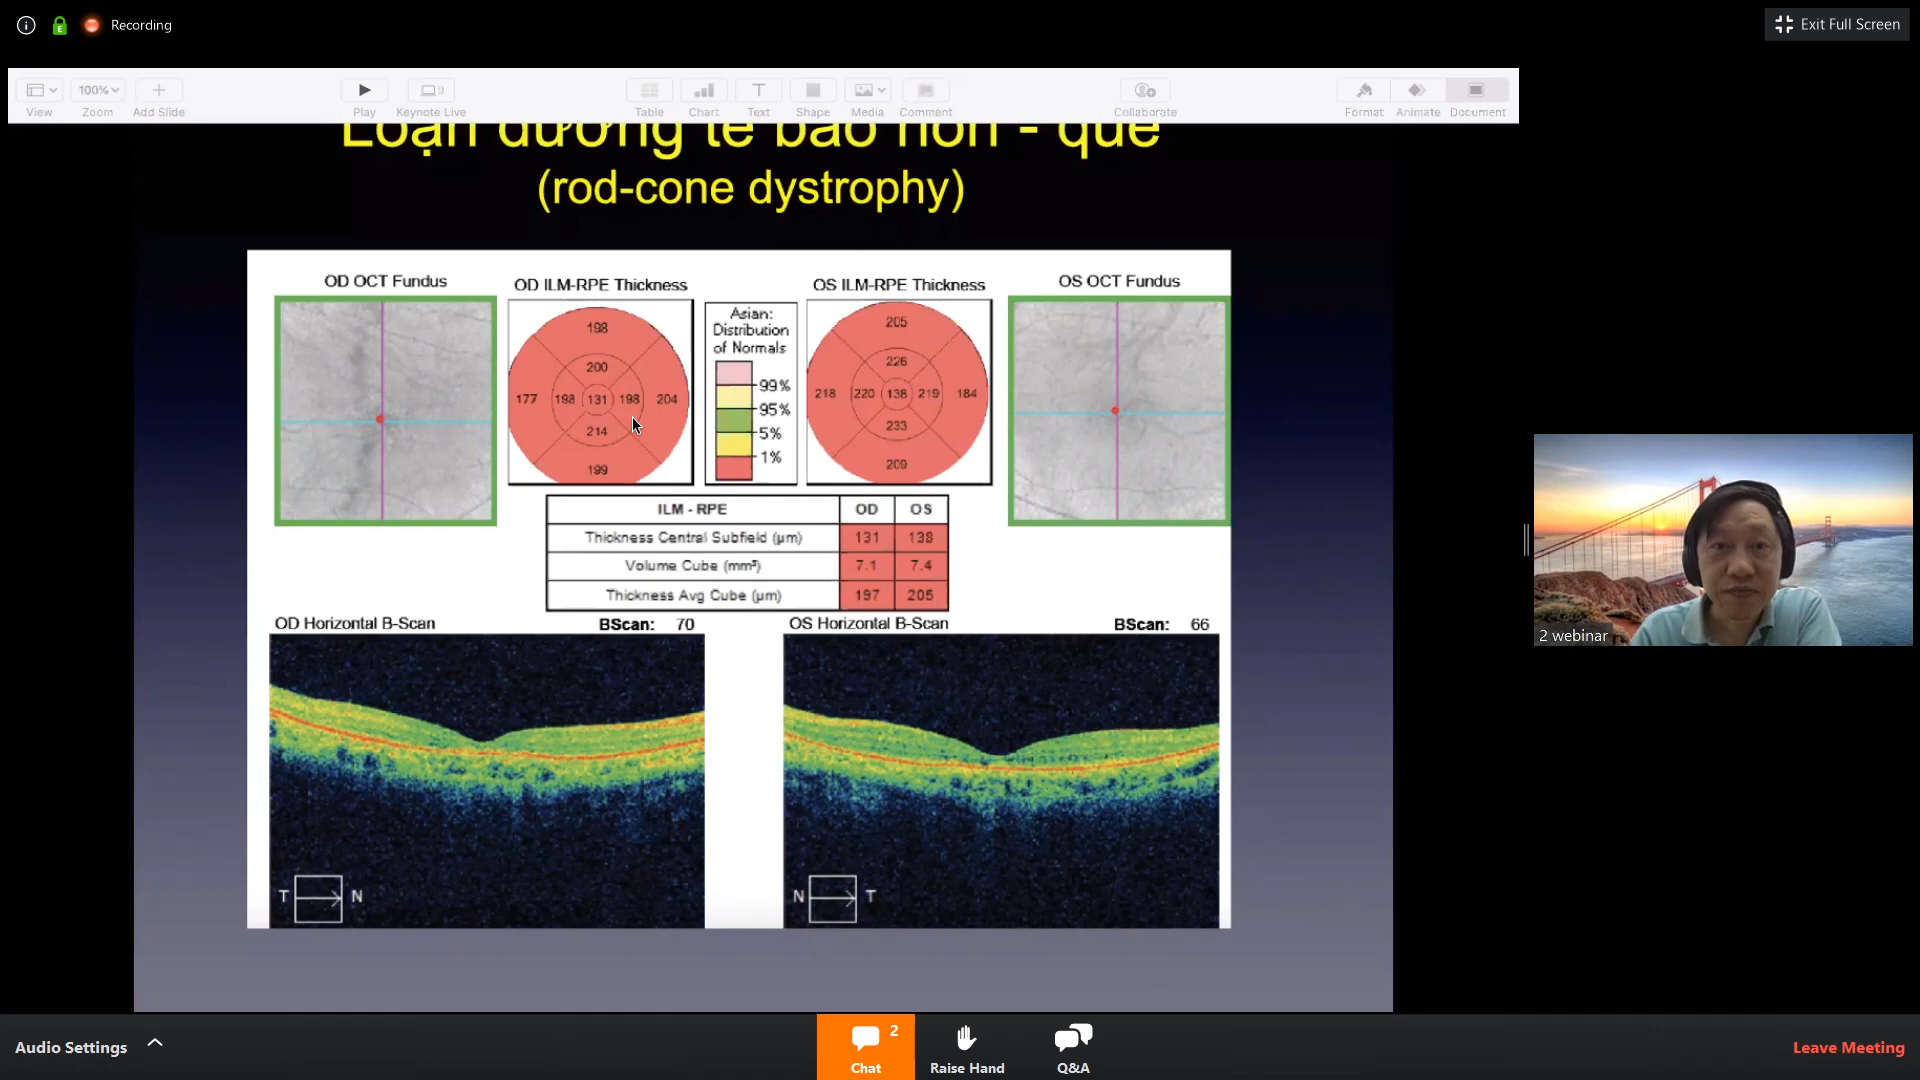 Recording
Exit Full Screen
100%
View
Zoom
Add Slide
Play
Keynote Live
Table
Chart
Text
Shape
Media
Comment
Collaborate
Format
Animate
Document
Loạn dưỡng tế bào nón - que
(rod-cone dystrophy)
OD OCT Fundus
OD ILM-RPE Thickness
OS ILM-RPE Thickness
OS OCT Fundus
198
200
177 198 131 198 204
214
199
Asian:
Distribution
of Normals
99%
95%
5%
1%
205
226
218 220 138 219 184
233
209
ILM - RPE OD OS
Thickness Central Subfield (µm) 131 138
Volume Cube (mm³) 7.1 7.4
Thickness Avg Cube (µm) 197 205
OD Horizontal B-Scan BScan: 70
OS Horizontal B-Scan BScan: 66
T N
N T
2 webinar
Audio Settings
2
Chat
Raise Hand
Q&A
Leave Meeting